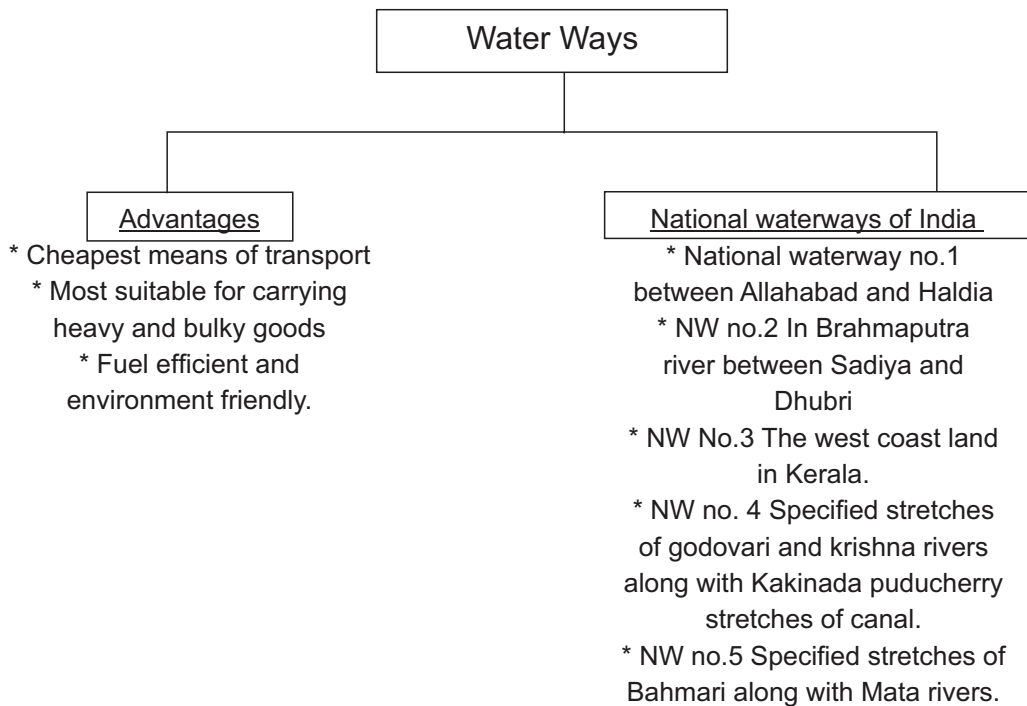 Water Ways
Advantages
* Cheapest means of transport
* Most suitable for carrying
heavy and bulky goods
* Fuel efficient and
environment friendly.
National waterways of India
* National waterway no.1
between Allahabad and Haldia
* NW no.2 In Brahmaputra
river between Sadiya and
Dhubri
* NW No.3 The west coast land
in Kerala.
* NW no. 4 Specified stretches
of godovari and krishna rivers
along with Kakinada puducherry
stretches of canal.
* NW no.5 Specified stretches of
Bahmari along with Mata rivers.